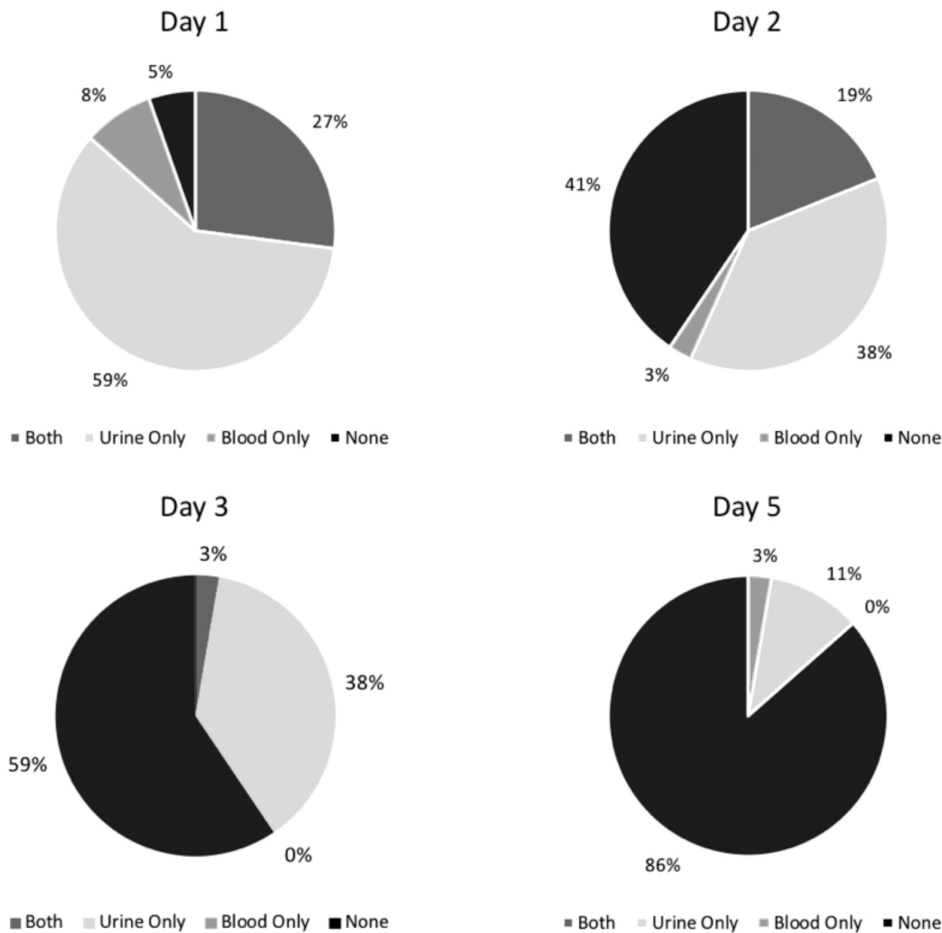 Day 1
5%
8%
27%
59%
Both Urine Only Blood Only None
Day 2
19%
41%
38%
3%
Both Urine Only Blood Only None
Day 3
3%
38%
59%
0%
Both Urine Only Blood Only None
Day 5
3%
11%
0%
86%
Both Urine Only Blood Only None